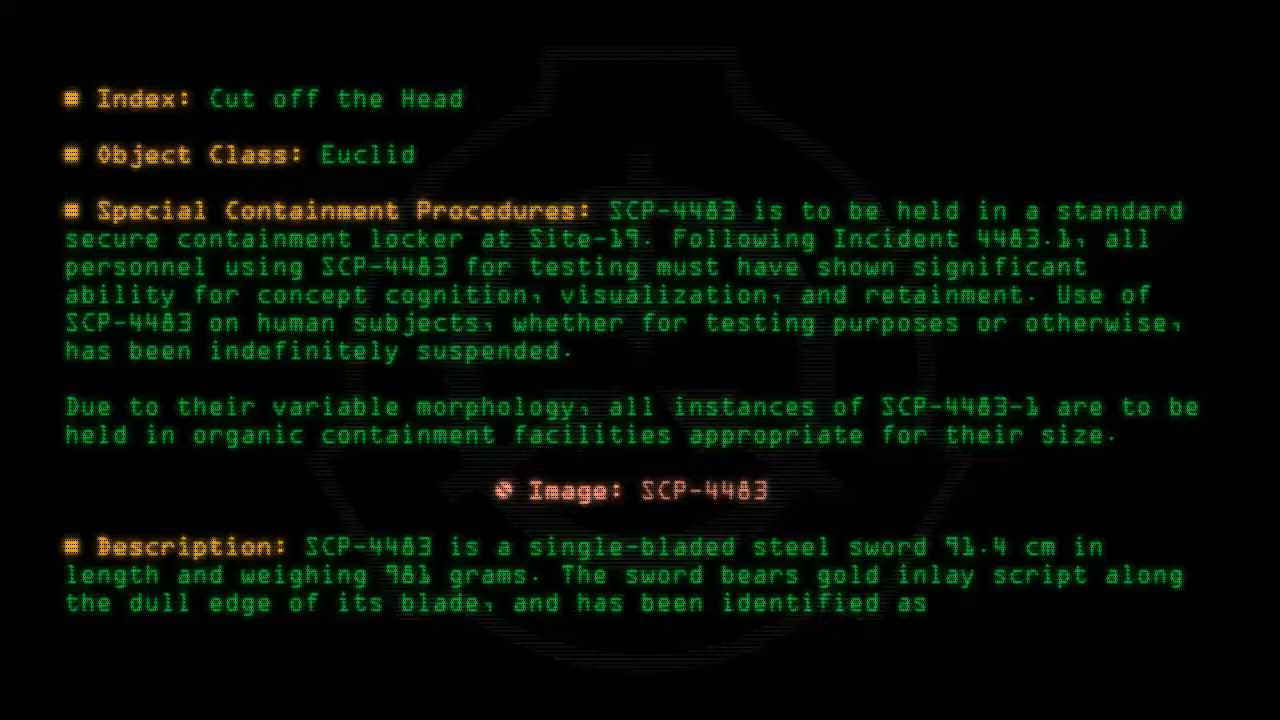 ■ Index: Cut off the Head
■ Object Class: Euclid
■ Special Containment Procedures: SCP-4483 is to be held in a standard
secure containment locker at Site-19. Following Incident 4483.1, all
personnel using SCP-4483 for testing must have shown significant
ability for concept cognition, visualization, and retainment. Use of
SCP-4483 on human subjects, whether for testing purposes or otherwise,
has been indefinitely suspended.
Due to their variable morphology, all instances of SCP-4483-1 are to be
held in organic containment facilities appropriate for their size.
● Image: SCP-4483
■ Description: SCP-4483 is a single-bladed steel sword 91.4 cm in
length and weighing 981 grams. The sword bears gold inlay script along
the dull edge of its blade, and has been identified as